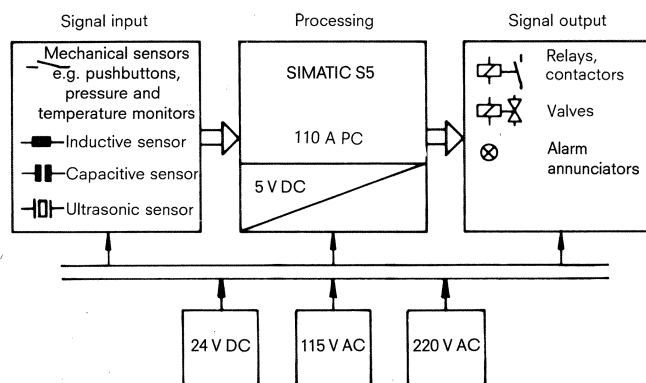 Signal input
Processing
Signal output
Mechanical sensors
e.g. pushbuttons,
pressure and
temperature monitors
Inductive sensor
Capacitive sensor
Ultrasonic sensor
SIMATIC S5
110 A PC
5 V DC
Relays,
contactors
Valves
Alarm
annunciators
24 V DC
115 V AC
220 V AC